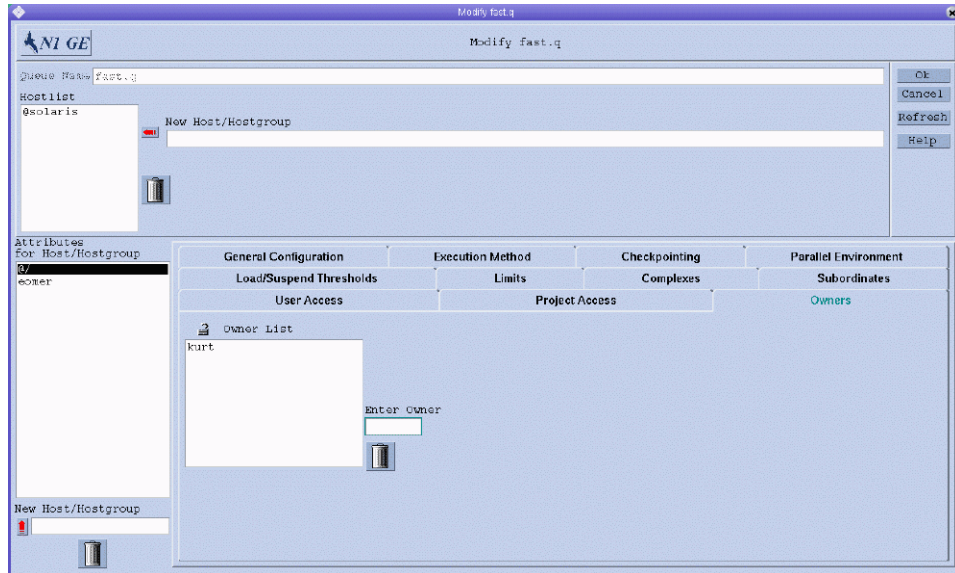 Modify fast.q
N1 GE
Modify fast.q
Queue Name fast.q
Ok
Hostlist
Cancel
@solaris
New Host/Hostgroup
Refresh
Help
Attributes
for Host/Hostgroup
@/
eomer
General Configuration Execution Method Checkpointing Parallel Environment
Load/Suspend Thresholds Limits Complexes Subordinates
User Access Project Access Owners
Owner List
kurt
Enter Owner
New Host/Hostgroup